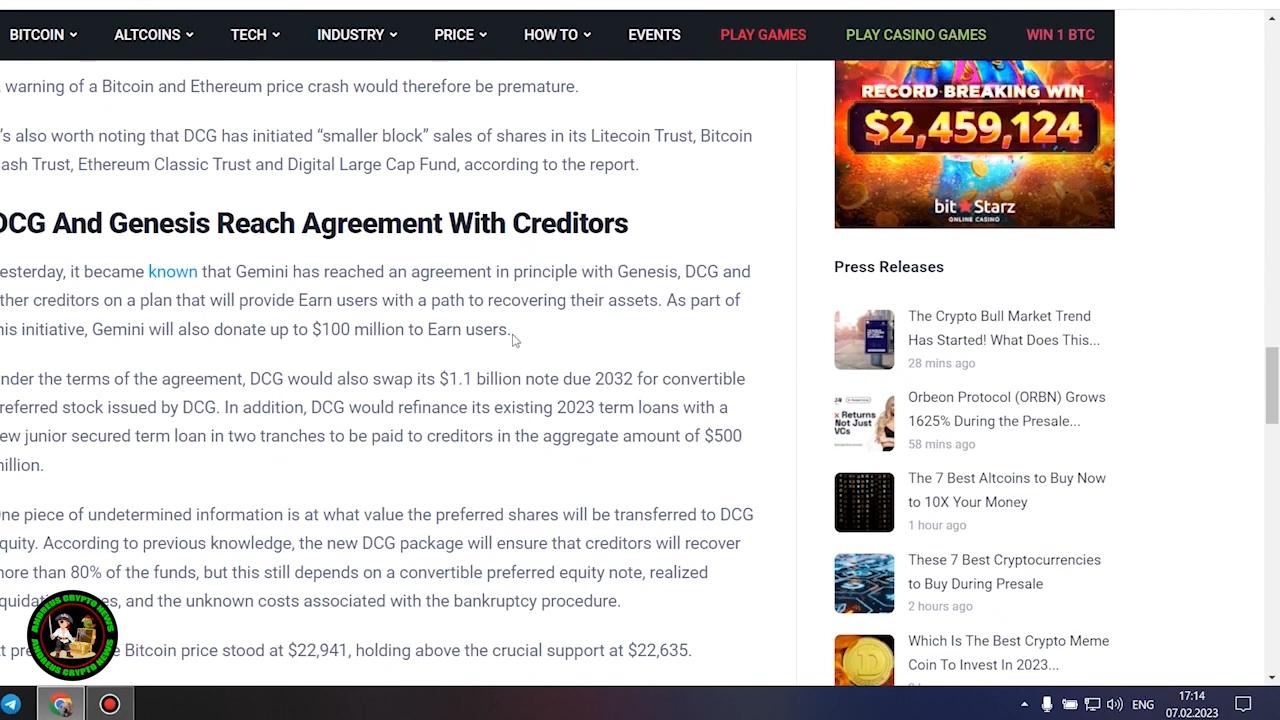 BITCOIN ALTCOINS TECH INDUSTRY PRICE HOW TO EVENTS PLAY GAMES PLAY CASINO GAMES WIN 1 BTC
warning of a Bitcoin and Ethereum price crash would therefore be premature.
's also worth noting that DCG has initiated “smaller block” sales of shares in its Litecoin Trust, Bitcoin
ash Trust, Ethereum Classic Trust and Digital Large Cap Fund, according to the report.
DCG And Genesis Reach Agreement With Creditors
esterday, it became known that Gemini has reached an agreement in principle with Genesis, DCG and
ther creditors on a plan that will provide Earn users with a path to recovering their assets. As part of
his initiative, Gemini will also donate up to $100 million to Earn users.
nder the terms of the agreement, DCG would also swap its $1.1 billion note due 2032 for convertible
referred stock issued by DCG. In addition, DCG would refinance its existing 2023 term loans with a
ew junior secured term loan in two tranches to be paid to creditors in the aggregate amount of $500
illion.
ne piece of undetermined information is at what value the preferred shares will be transferred to DCG
quity. According to previous knowledge, the new DCG package will ensure that creditors will recover
more than 80% of the funds, but this still depends on a convertible preferred equity note, realized
es, and the unknown costs associated with the bankruptcy procedure.
Bitcoin price stood at $22,941, holding above the crucial support at $22,635.
RECORD BREAKING WIN
$2,459,124
bitStarz
ONLINE CASINO
Press Releases
The Crypto Bull Market Trend
Has Started! What Does This...
28 mins ago
Orbeon Protocol (ORBN) Grows
1625% During the Presale...
58 mins ago
x Returns
Not Just
VCs
The 7 Best Altcoins to Buy Now
to 10X Your Money
1 hour ago
These 7 Best Cryptocurrencies
to Buy During Presale
2 hours ago
Which Is The Best Crypto Meme
Coin To Invest In 2023...
ANDREUS CRYPTO NEWS
ANDREUS CRYPTO NEWS
ENG
17:14
07.02.2023